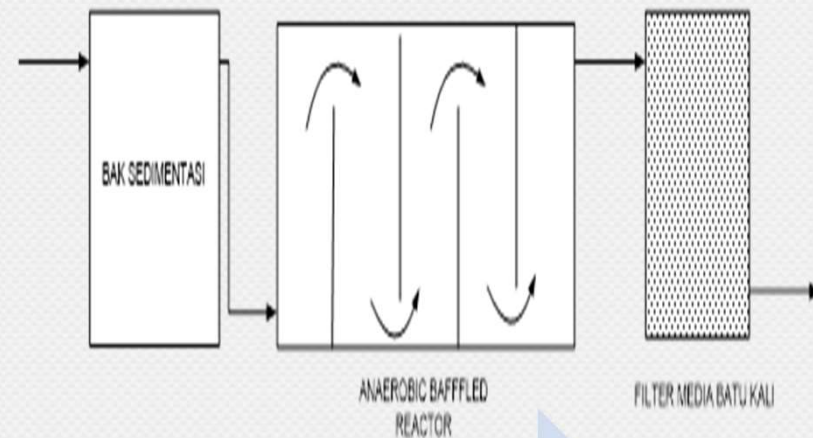 BAK SEDIMENTASI
ANAEROBIC BAFFFLED
REACTOR
FILTER MEDIA BATU KALI